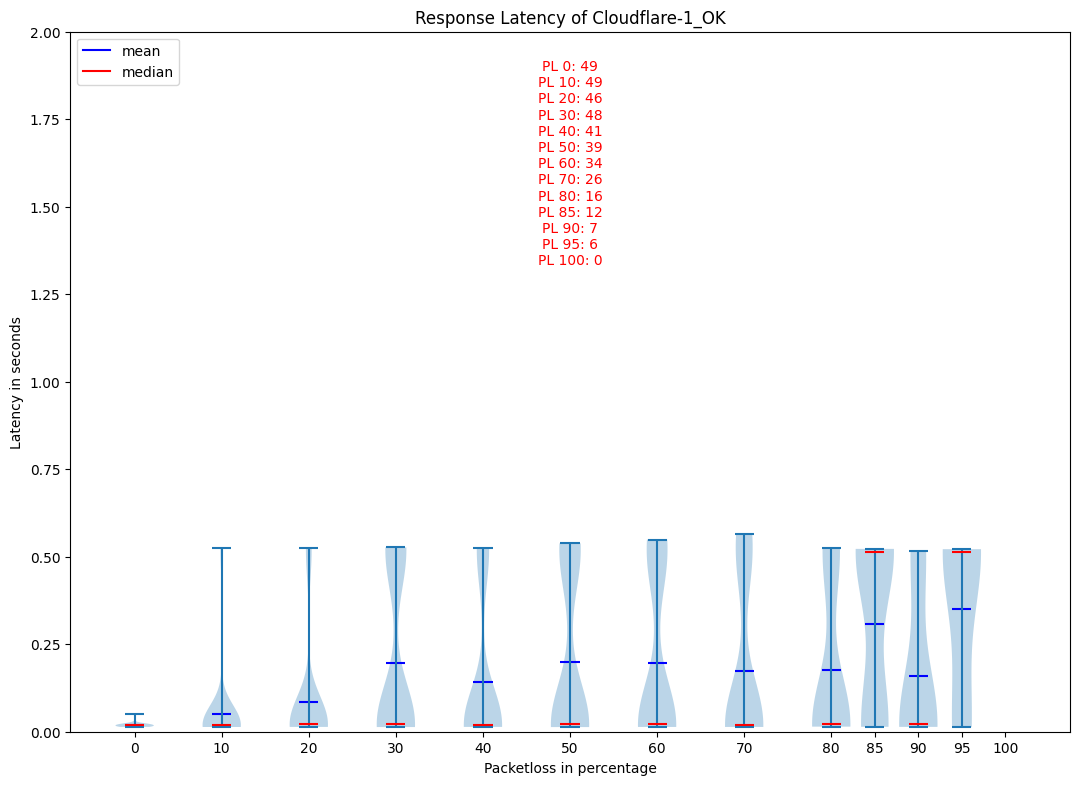 Response Latency of Cloudflare-1_OK
mean
median
PL 0: 49
PL 10: 49
PL 20: 46
PL 30: 48
PL 40: 41
PL 50: 39
PL 60: 34
PL 70: 26
PL 80: 16
PL 85: 12
PL 90: 7
PL 95: 6
PL 100: 0
2.00
1.75
1.50
1.25
1.00
0.75
0.50
0.25
0.00
Latency in seconds
0 10 20 30 40 50 60 70 80 85 90 95 100
Packetloss in percentage